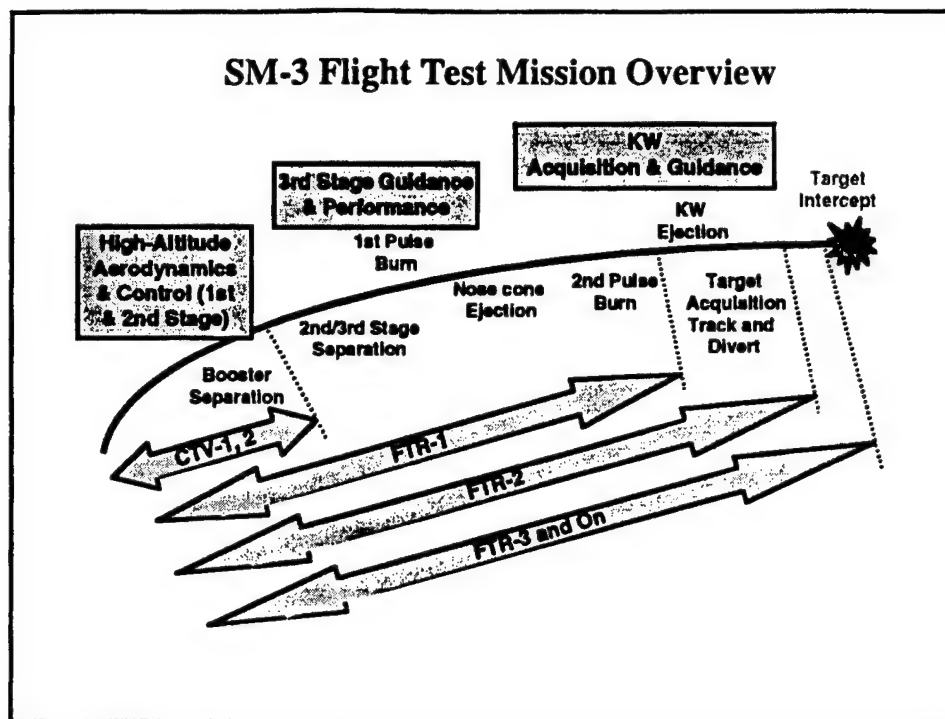 SM-3 Flight Test Mission Overview
KW
Acquisition & Guidance
3rd Stage Guidance
& Performance
Target
Intercept
High-Altitude
Aerodynamics
& Control (1st
& 2nd Stage)
1st Pulse
Burn
KW
Ejection
Nose cone
Ejection
2nd Pulse
Burn
Target
Acquisition
Track and
Divert
2nd/3rd Stage
Separation
Booster
Separation
CTV-1, 2
FTR-1
FTR-2
FTR-3 and On